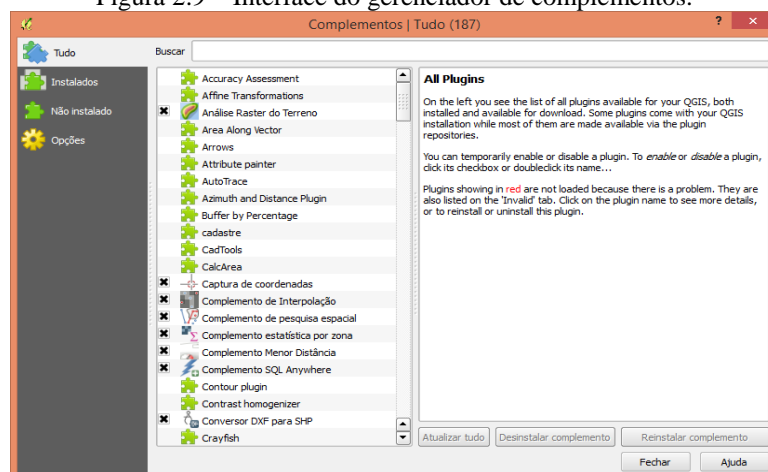 Figura 2.9 – Interface do gerenciador de complementos.
Complementos | Tudo (187)
?
Tudo
Instalados
Não instalado
Opções
Buscar
Accuracy Assessment
Affine Transformations
Análise Raster do Terreno
Area Along Vector
Arrows
Attribute painter
AutoTrace
Azimuth and Distance Plugin
Buffer by Percentage
cadastre
CadTools
CalcArea
Captura de coordenadas
Complemento de Interpolação
Complemento de pesquisa espacial
Complemento estatística por zona
Complemento Menor Distância
Complemento SQL Anywhere
Contour plugin
Contrast homogenizer
Conversor DXF para SHP
Crayfish
All Plugins
On the left you see the list of all plugins available for your QGIS, both
installed and available for download. Some plugins come with your QGIS
installation while most of them are made available via the plugin
repositories.
You can temporarily enable or disable a plugin. To enable or disable a plugin,
click its checkbox or doubleclick its name...
Plugins showing in red are not loaded because there is a problem. They are
also listed on the 'Invalid' tab. Click on the plugin name to see more details,
or to reinstall or uninstall this plugin.
Atualizar tudo
Desinstalar complemento
Reinstalar complemento
Fechar
Ajuda